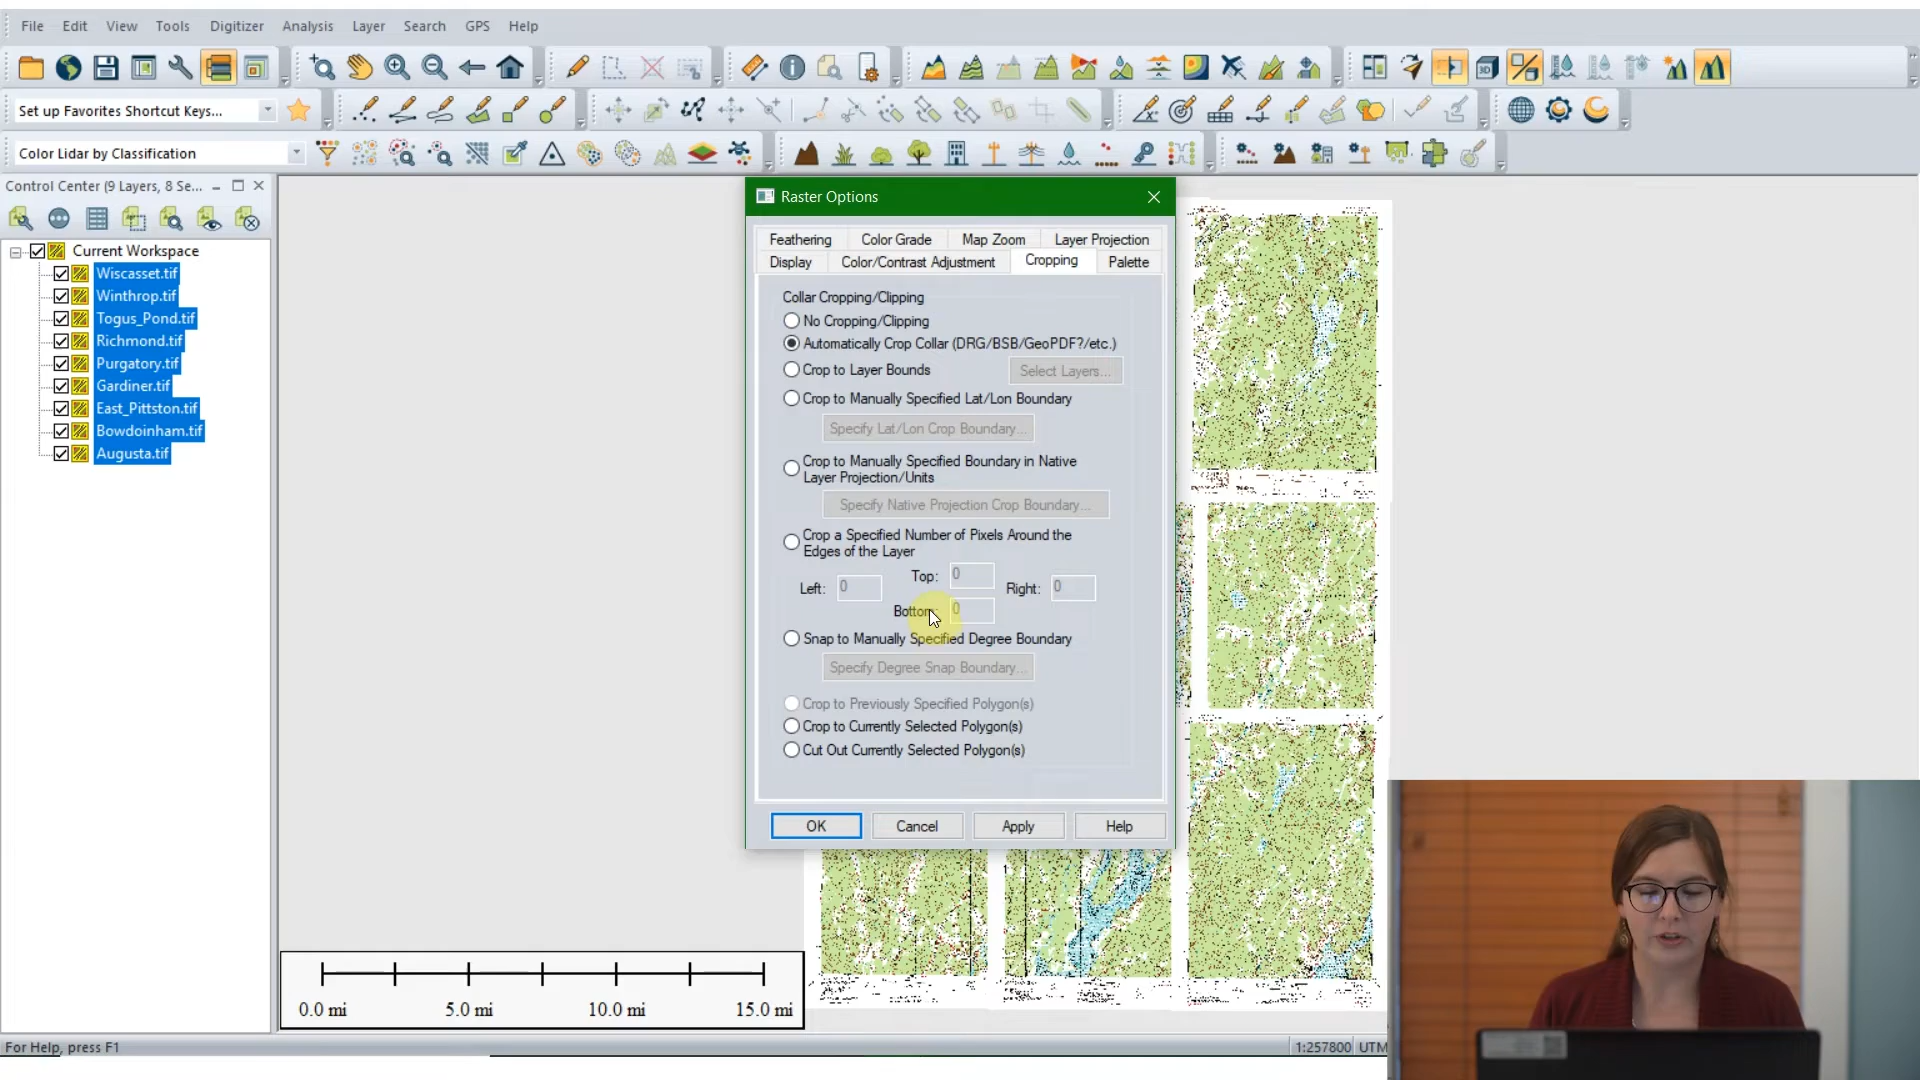 File Edit View Tools Digitizer Analysis Layer Search GPS Help
Set up Favorites Shortcut Keys...
Color Lidar by Classification
Control Center (9 Layers, 8 Se...
Current Workspace
Wiscasset.tif
Winthrop.tif
Togus_Pond.tif
Richmond.tif
Purgatory.tif
Gardiner.tif
East_Pittston.tif
Bowdoinham.tif
Augusta.tif
Raster Options
Feathering Color Grade Map Zoom Layer Projection
Display Color/Contrast Adjustment Cropping Palette
Collar Cropping/Clipping
No Cropping/Clipping
Automatically Crop Collar (DRG/BSB/GeoPDF?/etc.)
Crop to Layer Bounds Select Layers...
Crop to Manually Specified Lat/Lon Boundary
Specify Lat/Lon Crop Boundary...
Crop to Manually Specified Boundary in Native
Layer Projection/Units
Specify Native Projection Crop Boundary...
Crop a Specified Number of Pixels Around the
Edges of the Layer
Top: 0
Left: 0 Right: 0
Bottom: 0
Snap to Manually Specified Degree Boundary
Specify Degree Snap Boundary...
Crop to Previously Specified Polygon(s)
Crop to Currently Selected Polygon(s)
Cut Out Currently Selected Polygon(s)
OK Cancel Apply Help
0.0 mi 5.0 mi 10.0 mi 15.0 mi
For Help, press F1
1:257800 UTM